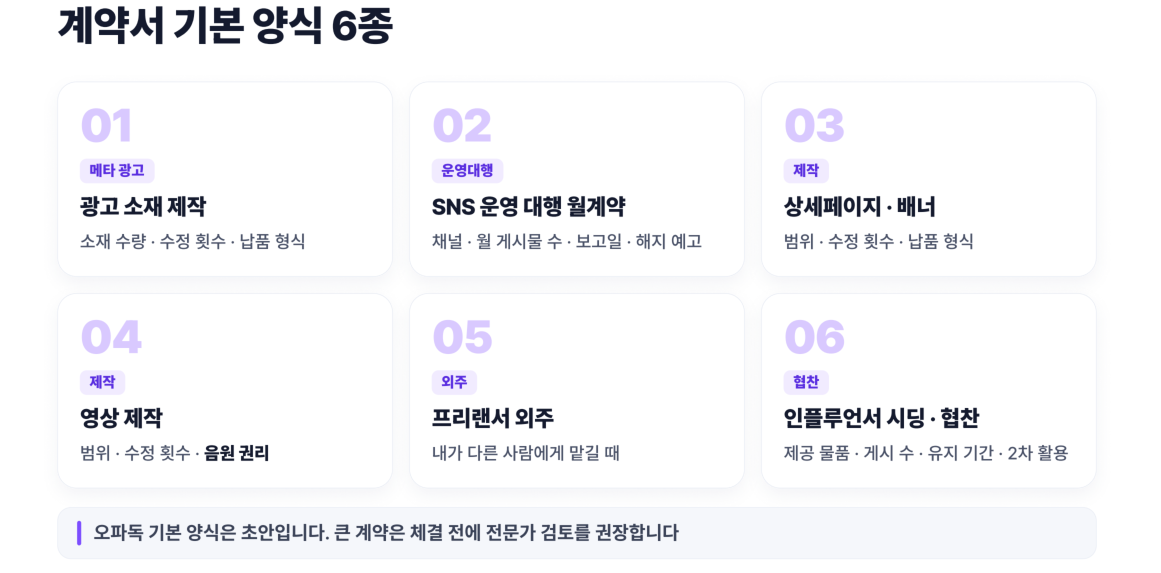 계약서 기본 양식 6종
01
메타 광고
광고 소재 제작
소재 수량 · 수정 횟수 · 납품 형식
02
운영대행
SNS 운영 대행 월계약
채널 · 월 게시물 수 · 보고일 · 해지 예고
03
제작
상세페이지 · 배너
범위 · 수정 횟수 · 납품 형식
04
제작
영상 제작
범위 · 수정 횟수 · 음원 권리
05
외주
프리랜서 외주
내가 다른 사람에게 맡길 때
06
협찬
인플루언서 시딩 · 협찬
제공 물품 · 게시 수 · 유지 기간 · 2차 활용
오파독 기본 양식은 초안입니다. 큰 계약은 체결 전에 전문가 검토를 권장합니다